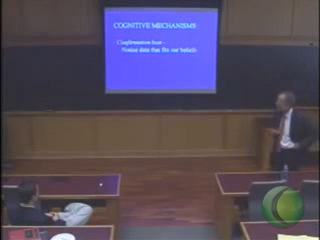 COGNITIVE MECHANISMS
Confirmation bias -
Notice data that fits our beliefs